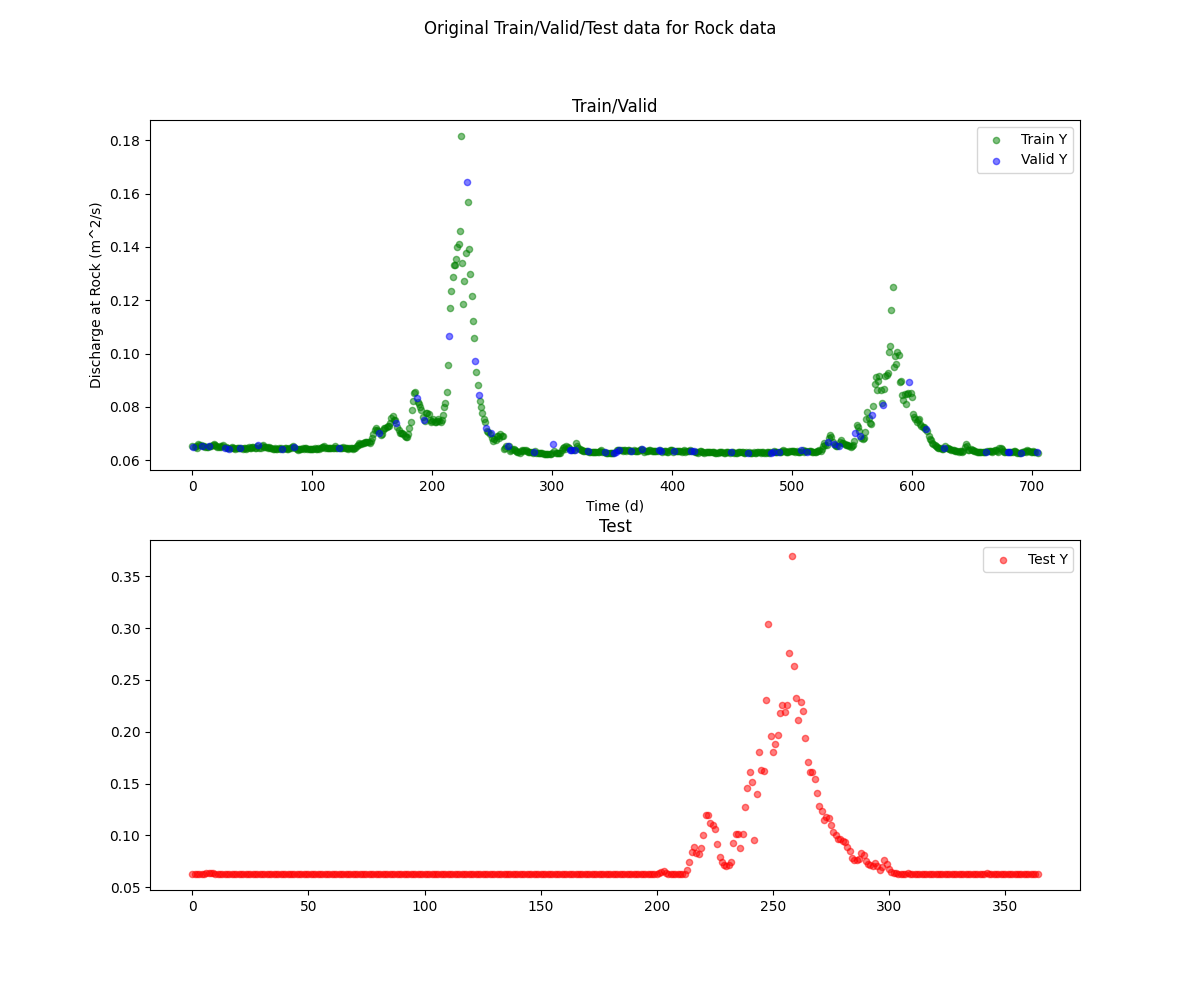 Original Train/Valid/Test data for Rock data
Train/Valid
Train Y
Valid Y
0.18
0.16
0.14
0.12
0.10
0.08
0.06
Discharge at Rock (m^2/s)
0 100 200 300 400 500 600 700
Time (d)
Test
Test Y
0.35
0.30
0.25
0.20
0.15
0.10
0.05
0 50 100 150 200 250 300 350